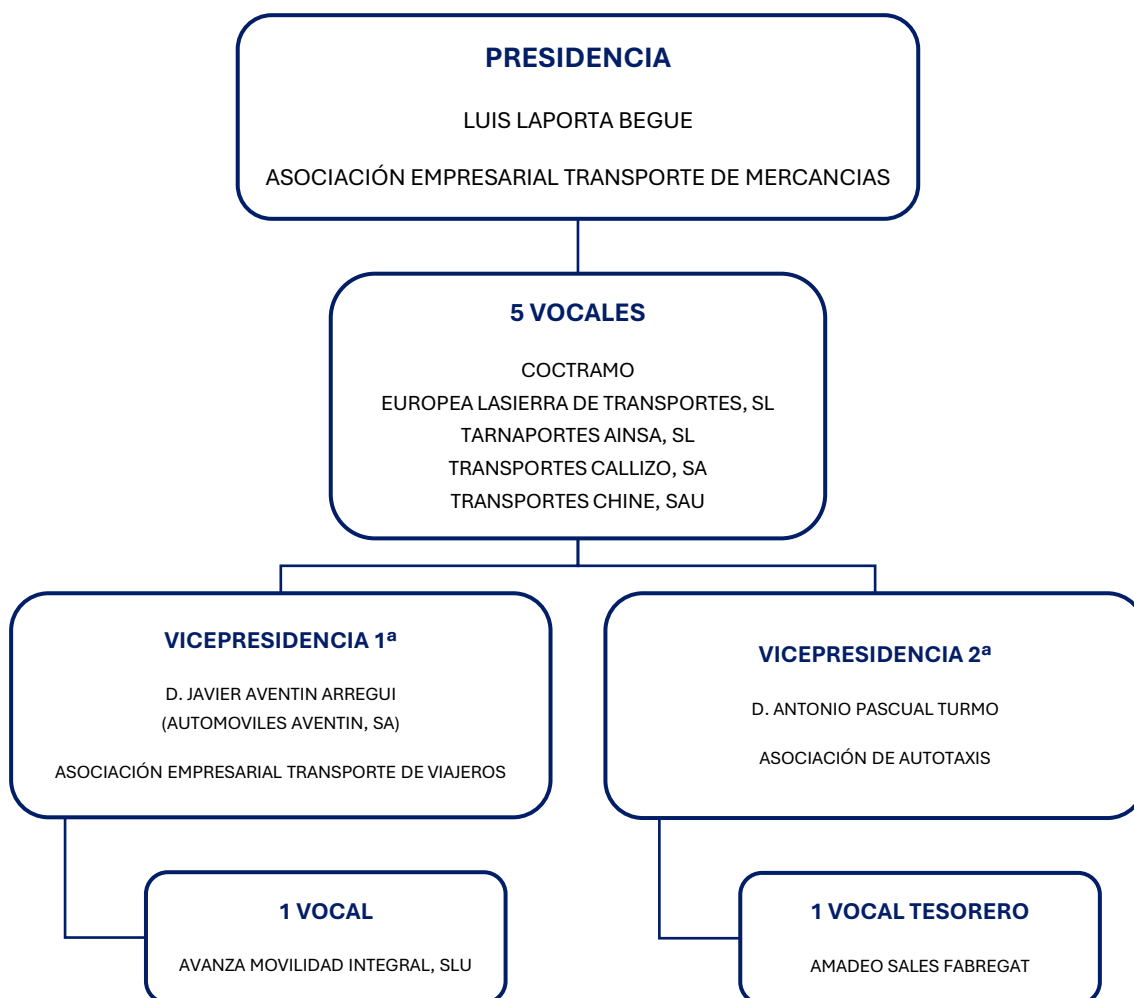 PRESIDENCIA
LUIS LAPORTA BEGUE
ASOCIACIÓN EMPRESARIAL TRANSPORTE DE MERCANCIAS
5 VOCALES
COCTRAMO
EUROPEA LASIERRA DE TRANSPORTES, SL
TARNAPORTES AINSA, SL
TRANSPORTES CALLIZO, SA
TRANSPORTES CHINE, SAU
VICEPRESIDENCIA 1ª
D. JAVIER AVENTIN ARREGUI
(AUTOMOVILES AVENTIN, SA)
ASOCIACIÓN EMPRESARIAL TRANSPORTE DE VIAJEROS
VICEPRESIDENCIA 2ª
D. ANTONIO PASCUAL TURMO
ASOCIACIÓN DE AUTOTAXIS
1 VOCAL
AVANZA MOVILIDAD INTEGRAL, SLU
1 VOCAL TESORERO
AMADEO SALES FABREGAT